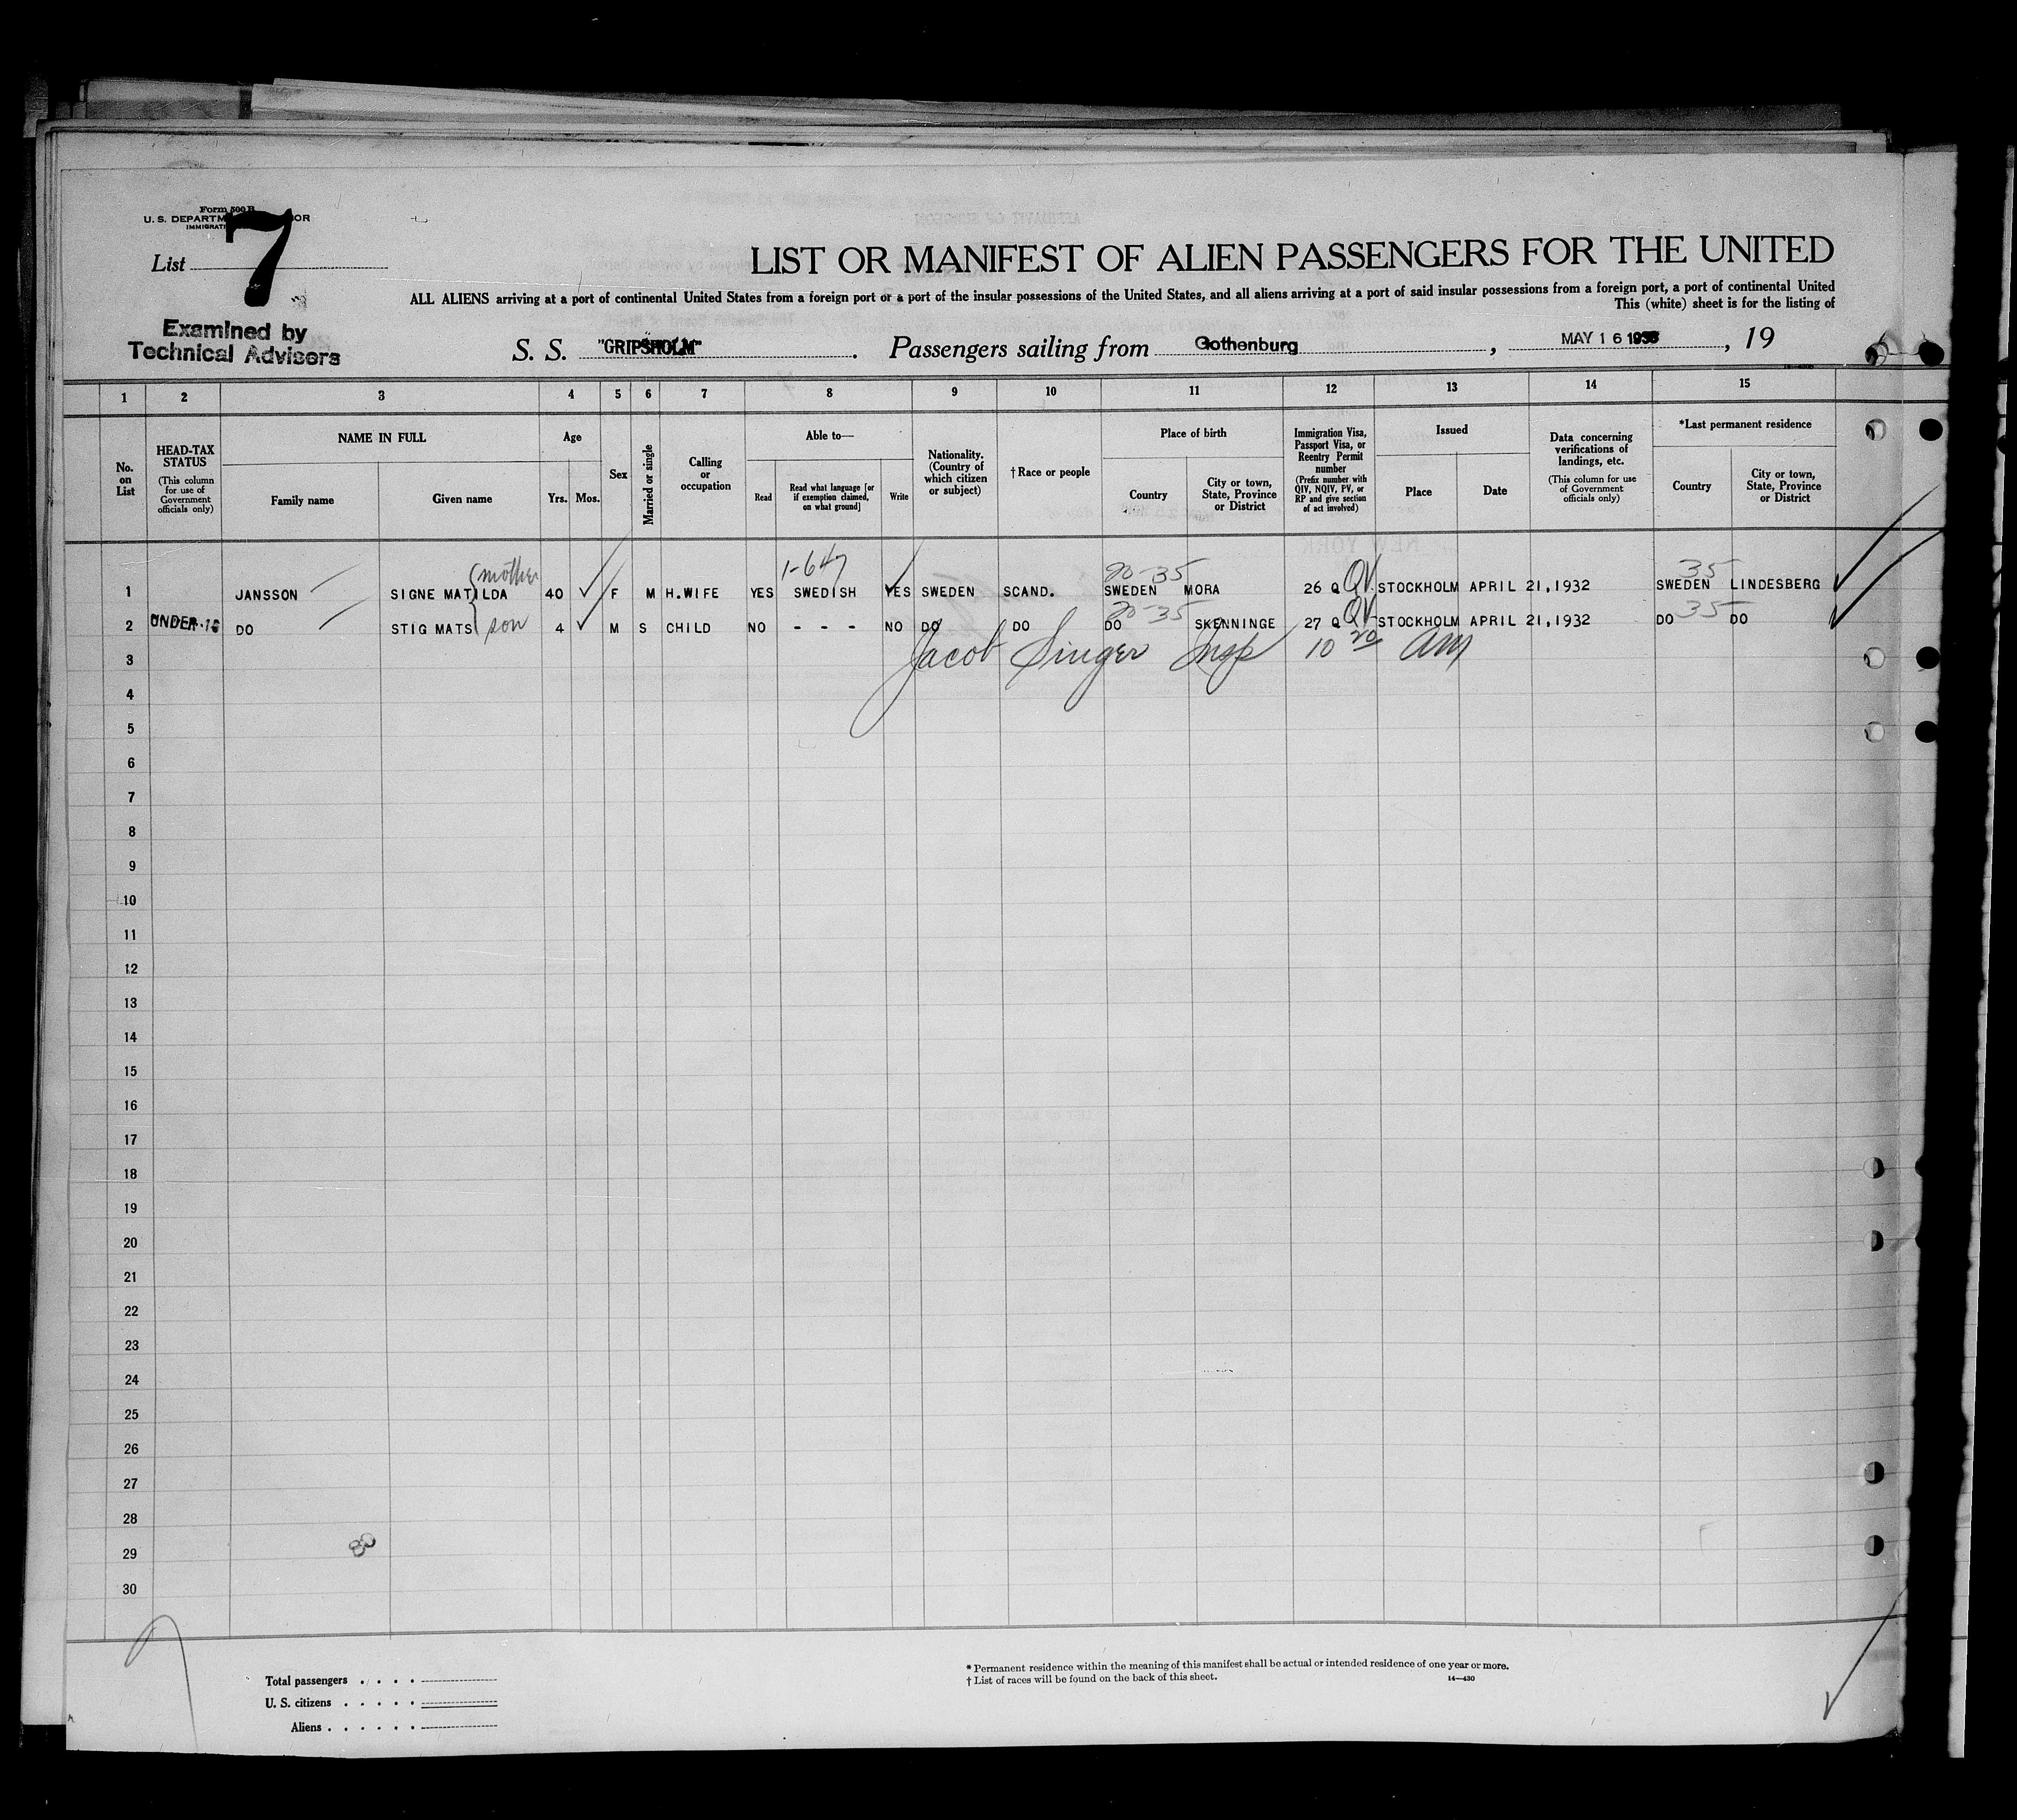 Form 500 B
U. S. DEPARTM OR
IMMIGRATI
List 7
LIST OR MANIFEST OF ALIEN PASSENGERS FOR THE UNITED
ALL ALIENS arriving at a port of continental United States from a foreign port or a port of the insular possessions of the United States, and all aliens arriving at a port of said insular possessions from a foreign port, a port of continental United
This (white) sheet is for the listing of
Examined by
Technical Advisers
S. S. "GRIPSHOLM". Passengers sailing from Gothenburg, MAY 16, 19
1 2 3 4 5 6 7 8 9 10 11 12 13 14 15
No. on List
HEAD-TAX STATUS (This column for use of Government officials only)
NAME IN FULL
Family name Given name
Age
Yrs. Mos.
Sex
Married or single
Calling or occupation
Able to—
Read Read what language [or if exemption claimed, on what ground] Write
Nationality. (Country of which citizen or subject)
†Race or people
Place of birth
Country City or town, State, Province or District
Immigration Visa, Passport Visa, or Reentry Permit number (Prefix number with QIV, NQIV, PV, or RP and give section of act involved)
Issued
Place Date
Data concerning verifications of landings, etc. (This column for use of Government officials only)
*Last permanent residence
Country City or town, State, Province or District
mother 1-647 35
1 JANSSON SIGNE MATILDA 40 F M H.WIFE YES SWEDISH YES SWEDEN SCAND. SWEDEN MORA 26 Q QV STOCKHOLM APRIL 21,1932 SWEDEN LINDESBERG
2 UNDER-16 DO STIG MATS son 4 M S CHILD NO - - - NO DO DO DO SKENNINGE 27 Q QV STOCKHOLM APRIL 21,1932 DO 35 DO
3 Jacob Singer Insp 10 20 AM
4
5
6
7
8
9
10
11
12
13
14
15
16
17
18
19
20
21
22
23
24
25
26
27
28
29
30
Total passengers . . . .
U. S. citizens . . . . .
Aliens . . . . . .
* Permanent residence within the meaning of this manifest shall be actual or intended residence of one year or more.
† List of races will be found on the back of this sheet.
14—430